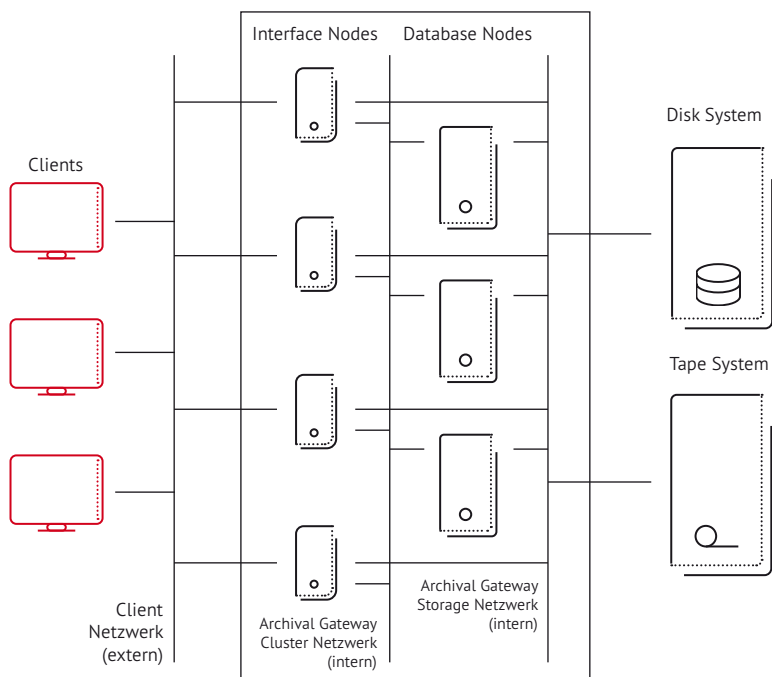 Interface Nodes
Database Nodes
Disk System
Clients
Tape System
Client
Netzwerk
(extern)
Archival Gateway
Cluster Netzwerk
(intern)
Archival Gateway
Storage Netzwerk
(intern)